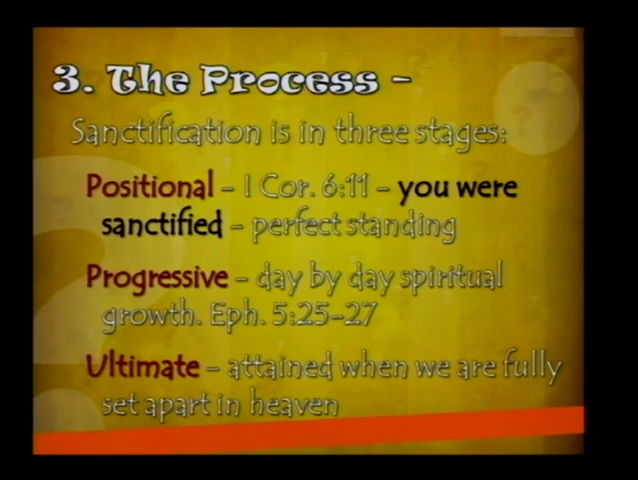 3. The Process -
Sanctification is in three stages:
Positional - I Cor. 6:11 - you were
sanctified - perfect standing
Progressive - day by day spiritual
growth. Eph. 5:25-27
Ultimate - attained when we are fully
set apart in heaven